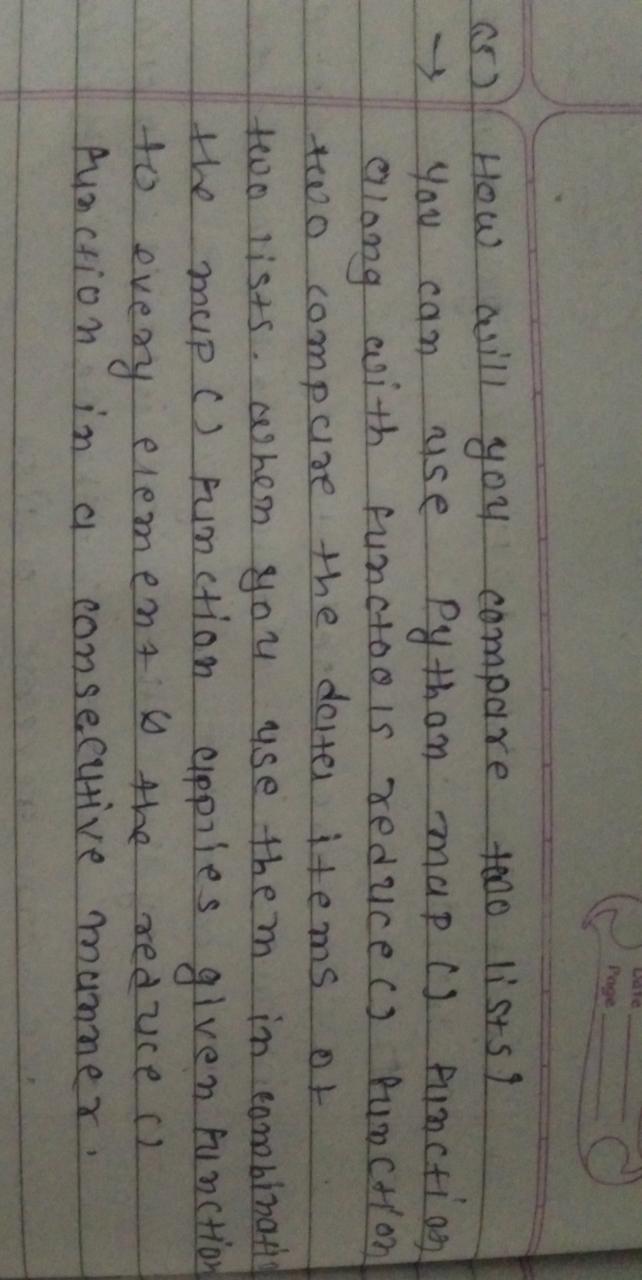 Date
Page
(5) How will you compare two lists?
→ You can use Python map () function
along with functools reduce () function
two compare the data items of
two lists. when you use them in combinati
the map () function applies given function
to every element & the reduce ()
function in a consecutive manner.